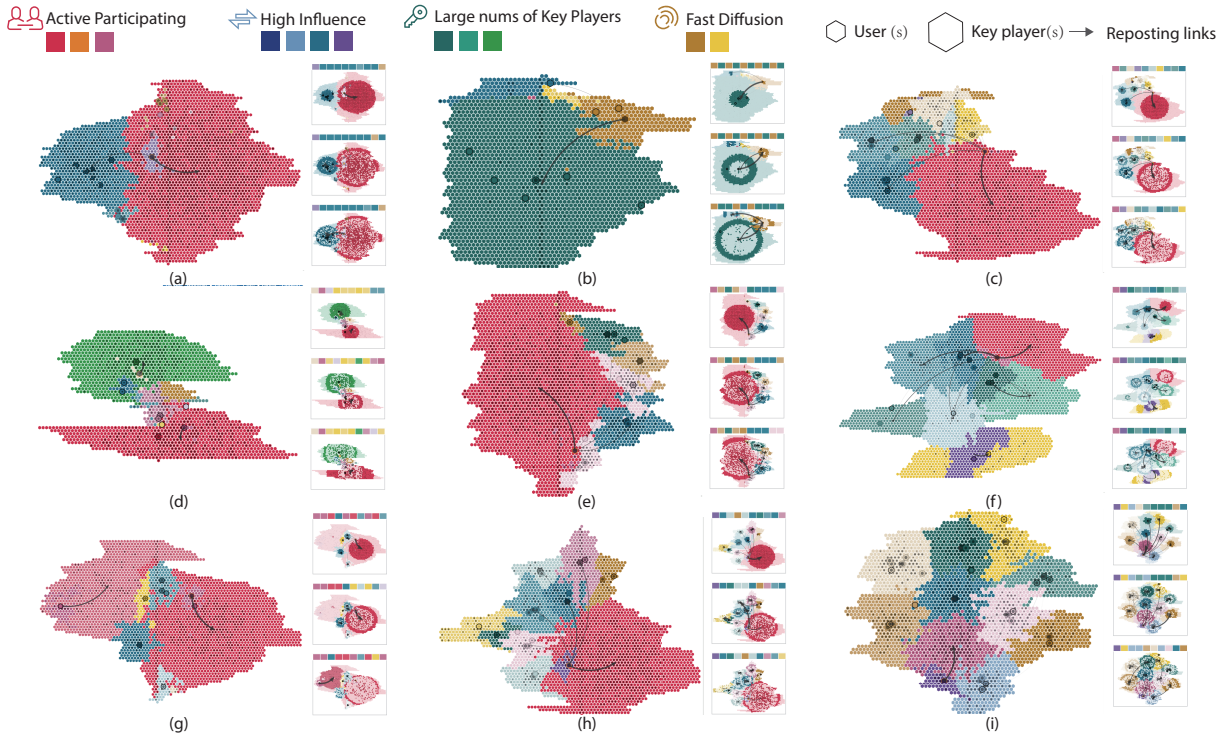 Active Participating
High Influence
Large nums of Key Players
Fast Diffusion
User (s)
Key player(s)
Reposting links
(a)
(b)
(c)
(d)
(e)
(f)
(g)
(h)
(i)